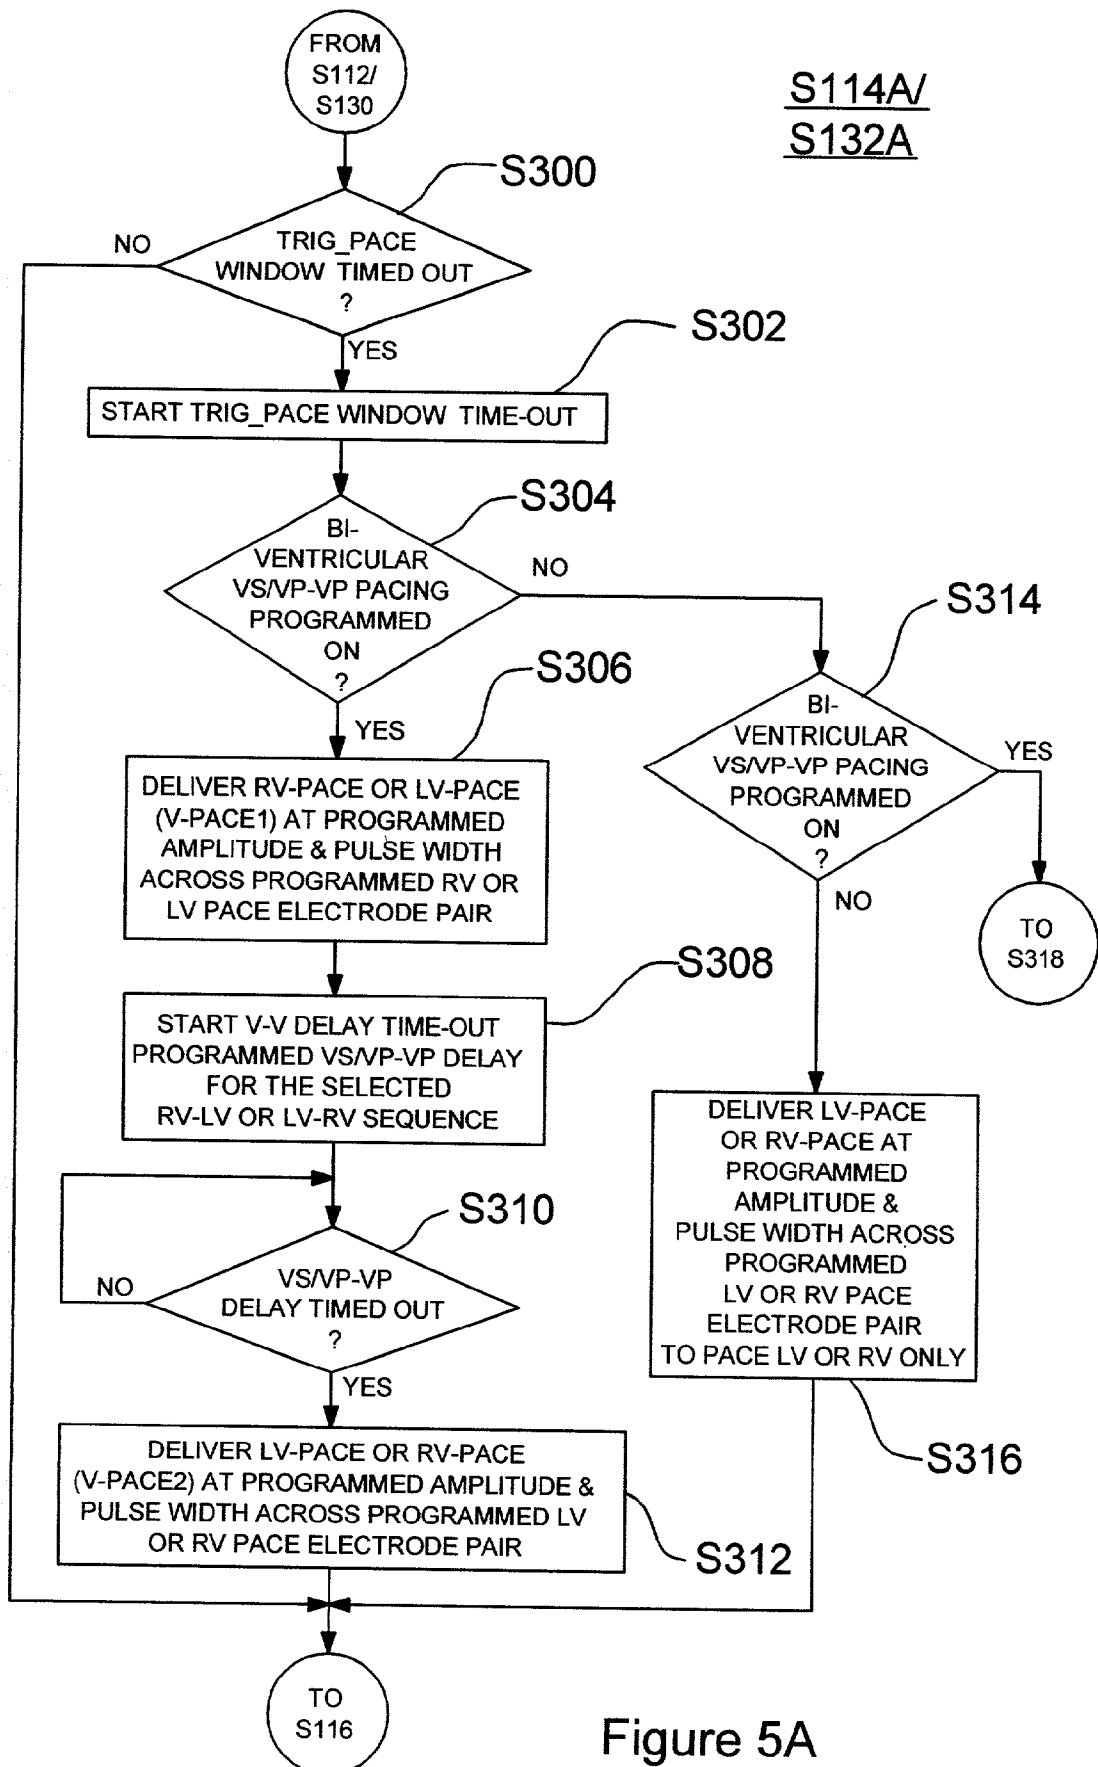 FROM
S112/
S130
S114A/
S132A
S300
NO
TRIG_PACE
WINDOW TIMED OUT
?
YES
S302
START TRIG_PACE WINDOW TIME-OUT
S304
BI-
VENTRICULAR
VS/VP-VP PACING
PROGRAMMED
ON
?
NO
YES
S306
DELIVER RV-PACE OR LV-PACE
(V-PACE1) AT PROGRAMMED
AMPLITUDE & PULSE WIDTH
ACROSS PROGRAMMED RV OR
LV PACE ELECTRODE PAIR
S308
START V-V DELAY TIME-OUT
PROGRAMMED VS/VP-VP DELAY
FOR THE SELECTED
RV-LV OR LV-RV SEQUENCE
S310
NO
VS/VP-VP
DELAY TIMED OUT
?
YES
DELIVER LV-PACE OR RV-PACE
(V-PACE2) AT PROGRAMMED AMPLITUDE &
PULSE WIDTH ACROSS PROGRAMMED LV
OR RV PACE ELECTRODE PAIR
S312
S314
BI-
VENTRICULAR
VS/VP-VP PACING
PROGRAMMED
ON
?
YES
NO
TO
S318
DELIVER LV-PACE
OR RV-PACE AT
PROGRAMMED
AMPLITUDE &
PULSE WIDTH ACROSS
PROGRAMMED
LV OR RV PACE
ELECTRODE PAIR
TO PACE LV OR RV ONLY
S316
TO
S116
Figure 5A